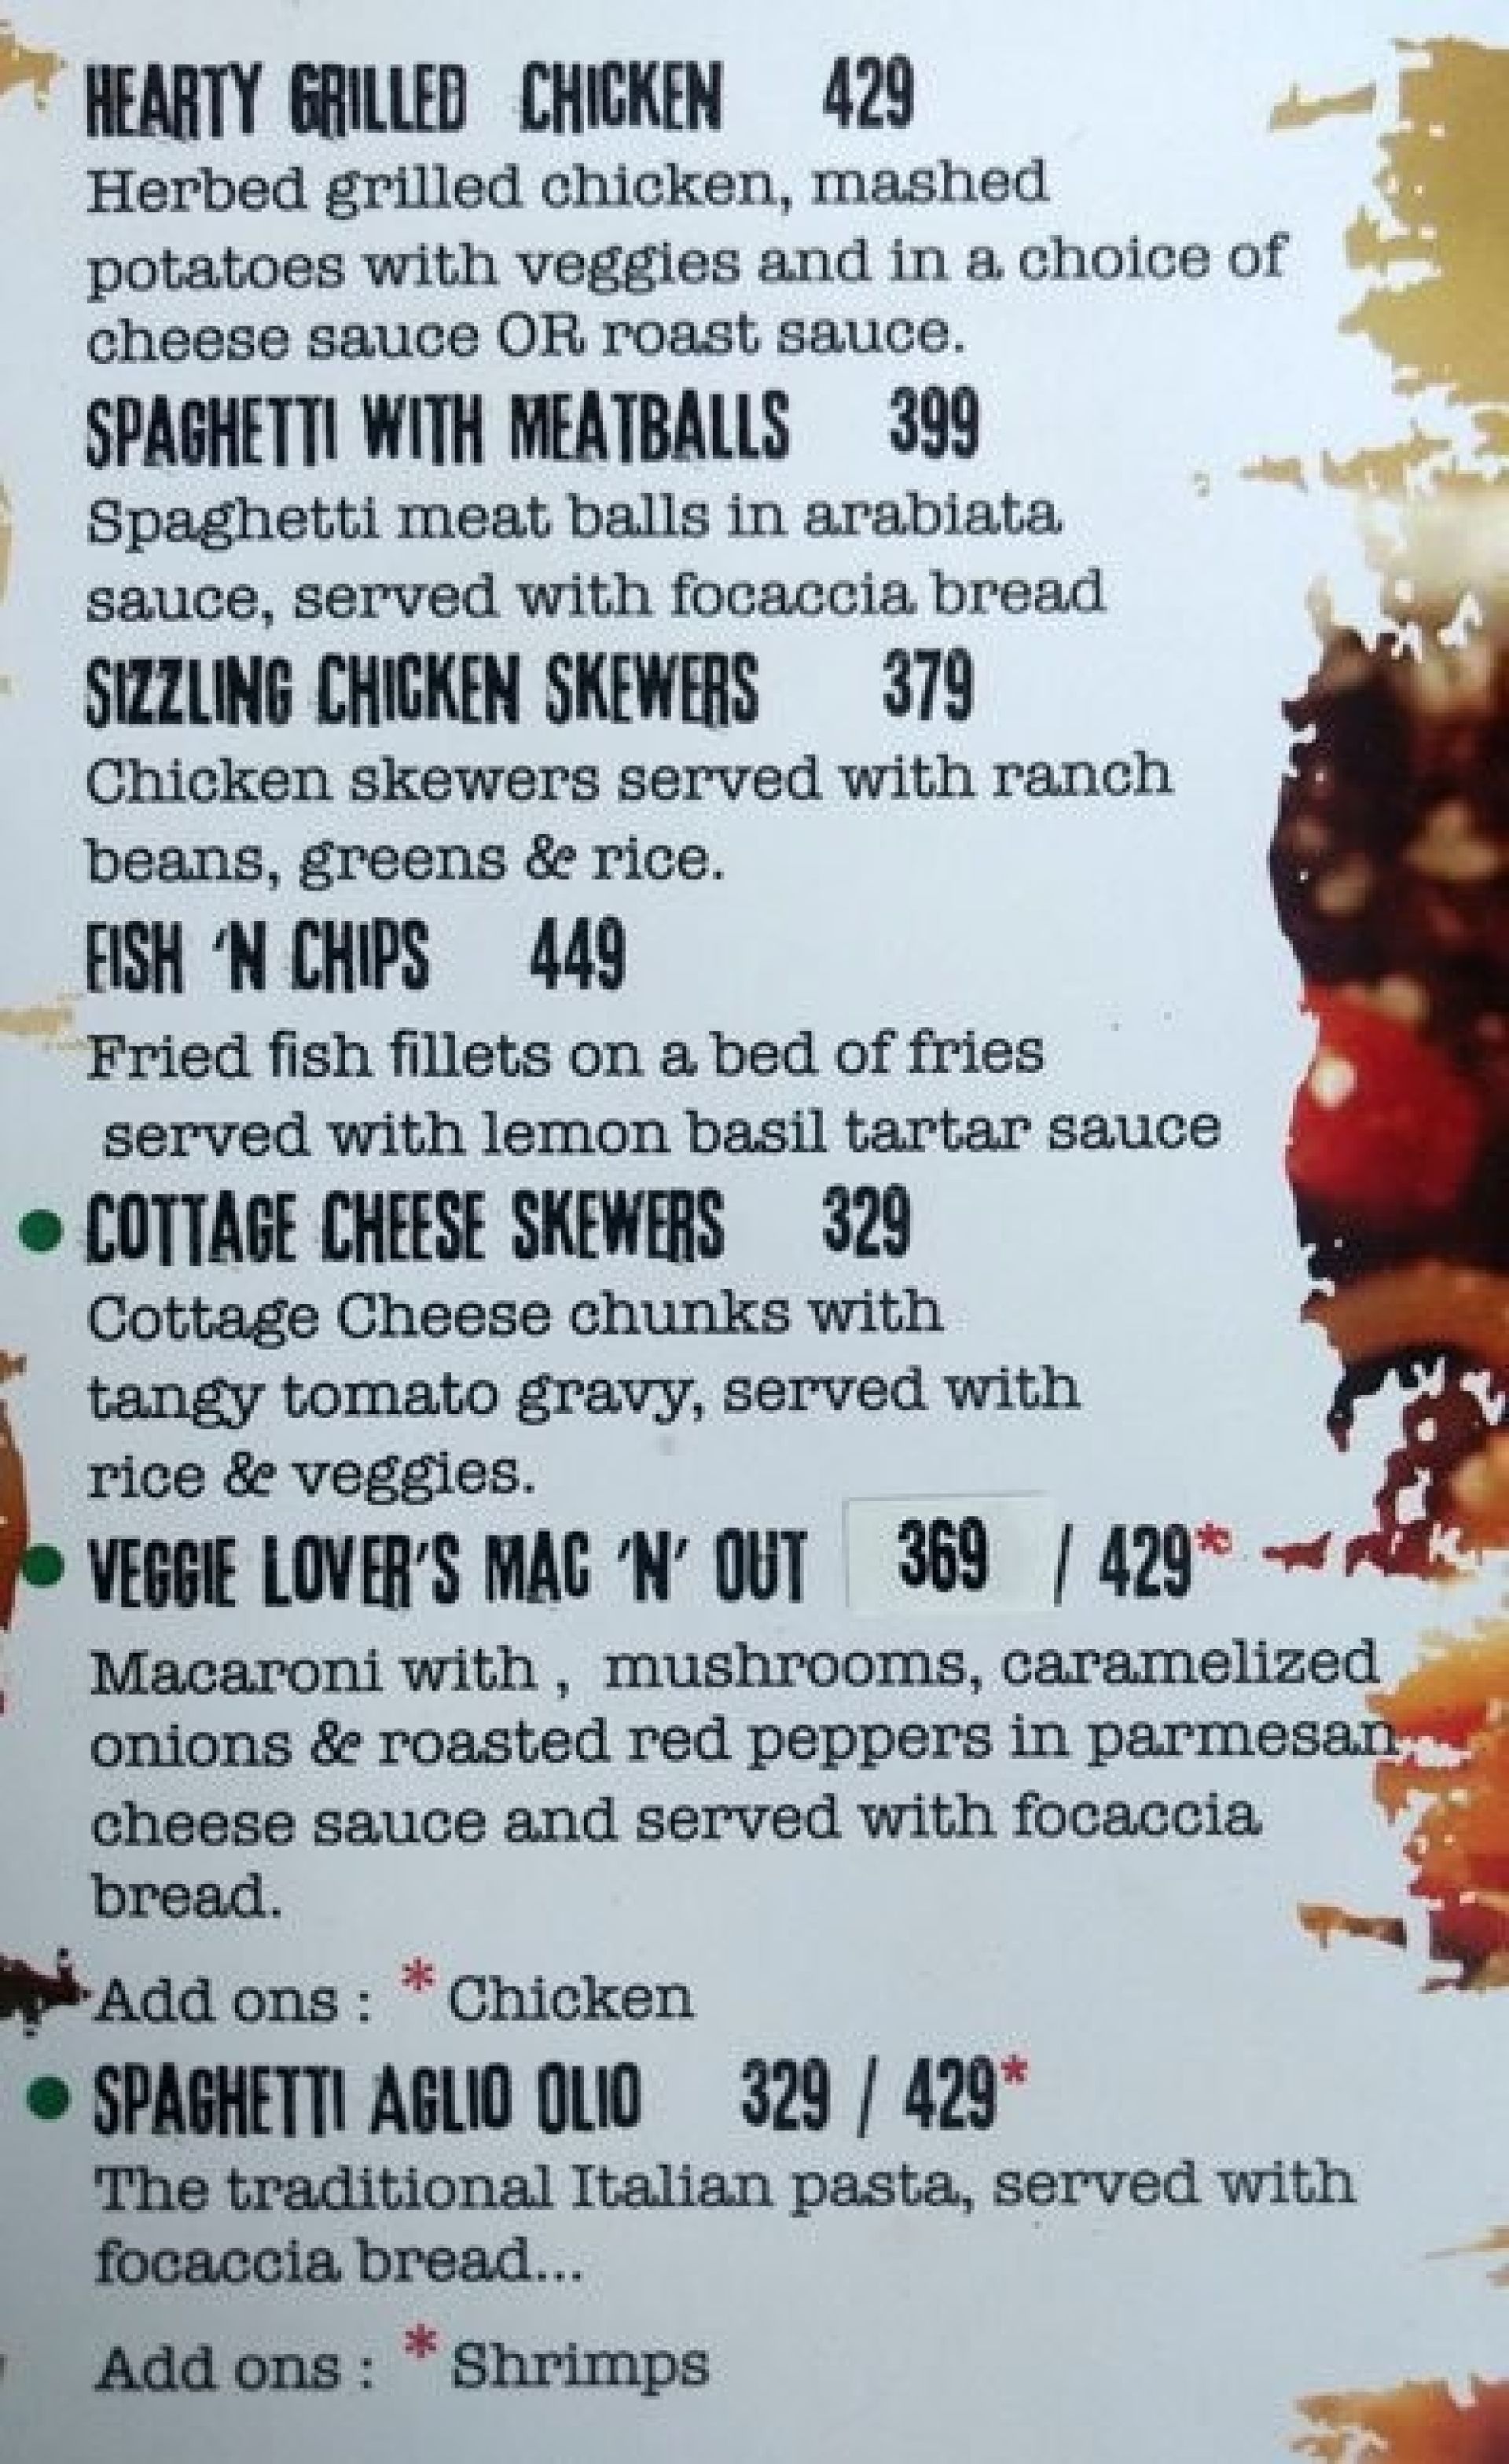 HEARTY GRILLED CHICKEN 429
Herbed grilled chicken, mashed
potatoes with veggies and in a choice of
cheese sauce OR roast sauce.
SPAGHETTI WITH MEATBALLS 399
Spaghetti meat balls in arabiata
sauce, served with focaccia bread
SIZZLING CHICKEN SKEWERS 379
Chicken skewers served with ranch
beans, greens & rice.
FISH 'N CHIPS 449
Fried fish fillets on a bed of fries
served with lemon basil tartar sauce
COTTAGE CHEESE SKEWERS 329
Cottage Cheese chunks with
tangy tomato gravy, served with
rice & veggies.
VEGGIE LOVER'S MAC 'N' OUT 369 / 429*
Macaroni with , mushrooms, caramelized
onions & roasted red peppers in parmesan
cheese sauce and served with focaccia
bread.
Add ons : *Chicken
SPAGHETTI AGLIO OLIO 329 / 429*
The traditional Italian pasta, served with
focaccia bread...
Add ons : *Shrimps